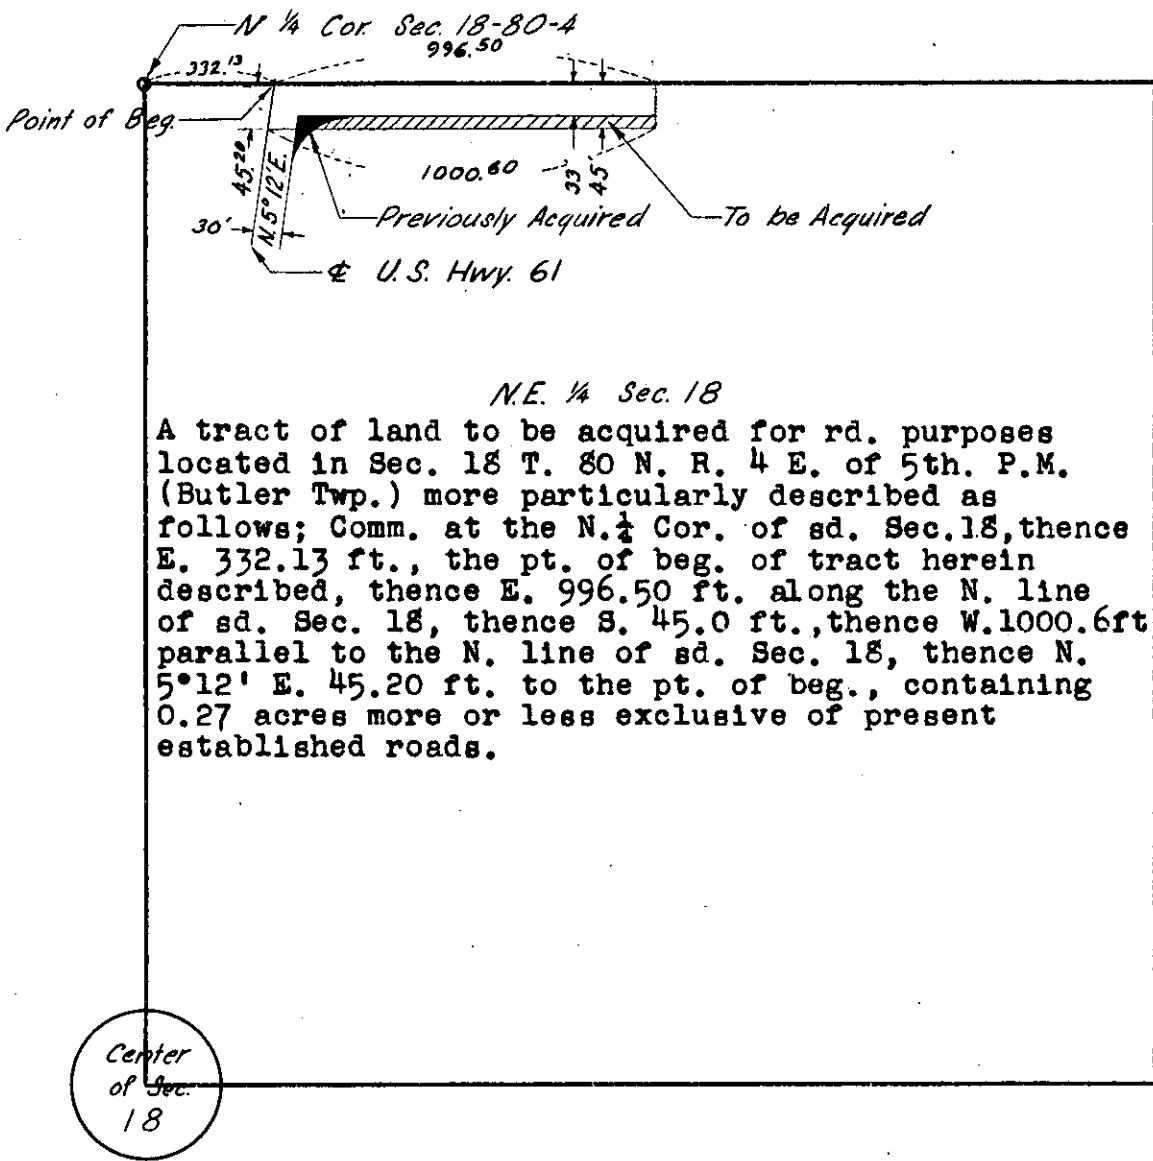 N ¼ Cor. Sec. 18-80-4
996.50
332.13
Point of Beg.
45.20
N. 5°12'E.
1000.60
33'
45'
30'
Previously Acquired
To be Acquired
℄ U.S. Hwy. 61
N.E. ¼ Sec. 18
A tract of land to be acquired for rd. purposes
located in Sec. 18 T. 80 N. R. 4 E. of 5th. P.M.
(Butler Twp.) more particularly described as
follows; Comm. at the N.¼ Cor. of sd. Sec.18,thence
E. 332.13 ft., the pt. of beg. of tract herein
described, thence E. 996.50 ft. along the N. line
of sd. Sec. 18, thence S. 45.0 ft.,thence W.1000.6ft
parallel to the N. line of sd. Sec. 18, thence N.
5°12' E. 45.20 ft. to the pt. of beg., containing
0.27 acres more or less exclusive of present
established roads.
Center
of Sec.
18